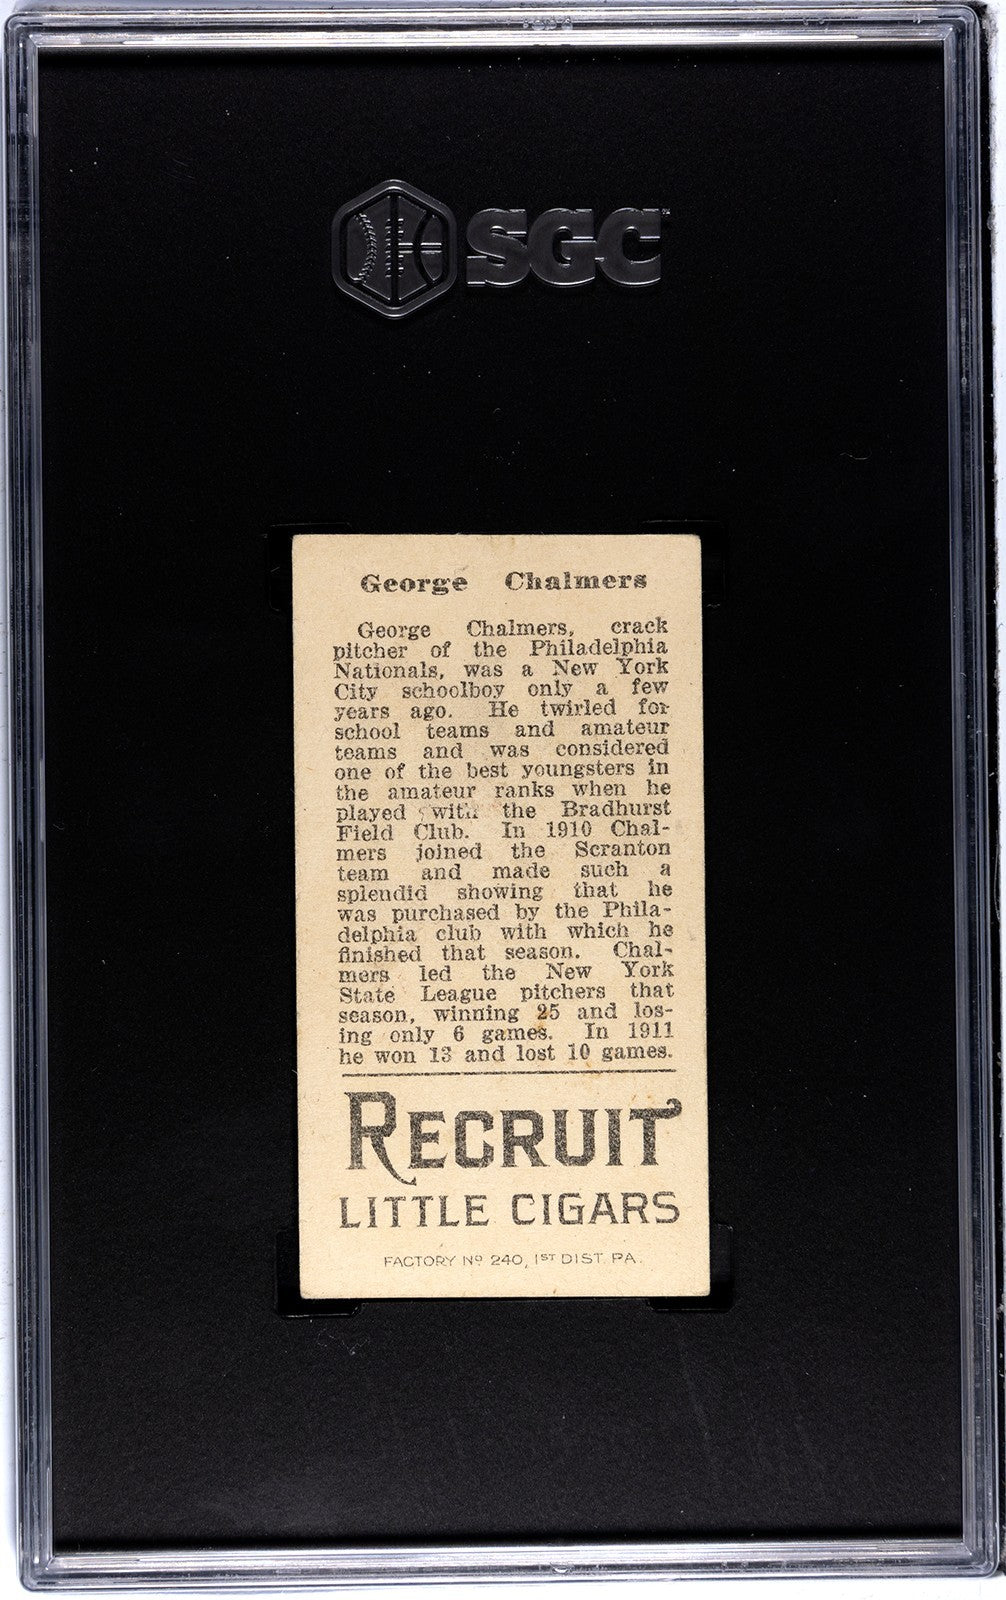 SGC
George Chalmers
George Chalmers, crack
pitcher of the Philadelphia
Nationals, was a New York
City schoolboy only a few
years ago. He twirled for
school teams and amateur
teams and was considered
one of the best youngsters in
the amateur ranks when he
played with the Bradhurst
Field Club. In 1910 Chal-
mers joined the Scranton
team and made such a
splendid showing that he
was purchased by the Phila-
delphia club with which he
finished that season. Chal-
mers led the New York
State League pitchers that
season, winning 25 and los-
ing only 6 games. In 1911
he won 13 and lost 10 games.
RECRUIT
LITTLE CIGARS
FACTORY Nº 240, 1ST DIST. PA.